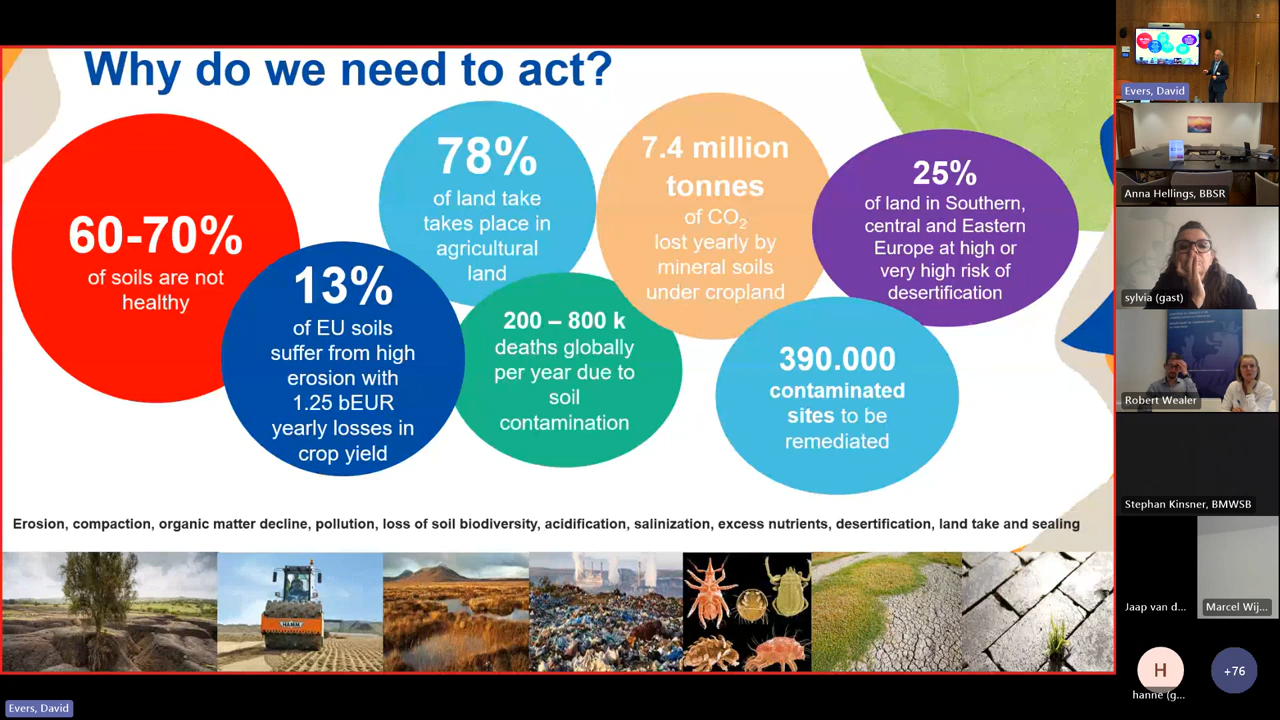 Why do we need to act?
60-70%
of soils are not
healthy
13%
of EU soils
suffer from high
erosion with
1.25 bEUR
yearly losses in
crop yield
78%
of land take
takes place in
agricultural
land
200 – 800 k
deaths globally
per year due to
soil
contamination
7.4 million
tonnes
of CO₂
lost yearly by
mineral soils
under cropland
390.000
contaminated
sites to be
remediated
25%
of land in Southern,
central and Eastern
Europe at high or
very high risk of
desertification
Erosion, compaction, organic matter decline, pollution, loss of soil biodiversity, acidification, salinization, excess nutrients, desertification, land take and sealing
HAMM
Evers, David
Evers, David
Anna Hellings, BBSR
sylvia (gast)
Robert Wealer
Stephan Kinsner, BMWSB
Jaap van d...
Marcel Wij...
H
hanne (g...
+76